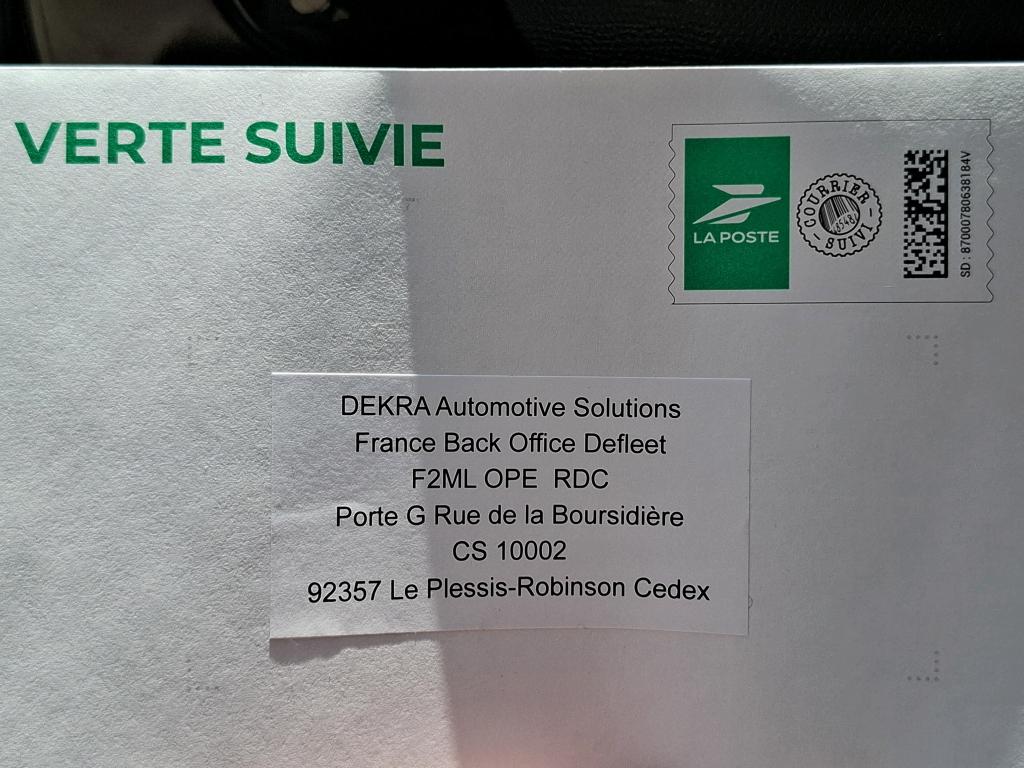 VERTE SUIVIE
LA POSTE
COURRIER
SUIVI
SD : 87000780638184V
DEKRA Automotive Solutions
France Back Office Defleet
F2ML OPE RDC
Porte G Rue de la Boursidière
CS 10002
92357 Le Plessis-Robinson Cedex